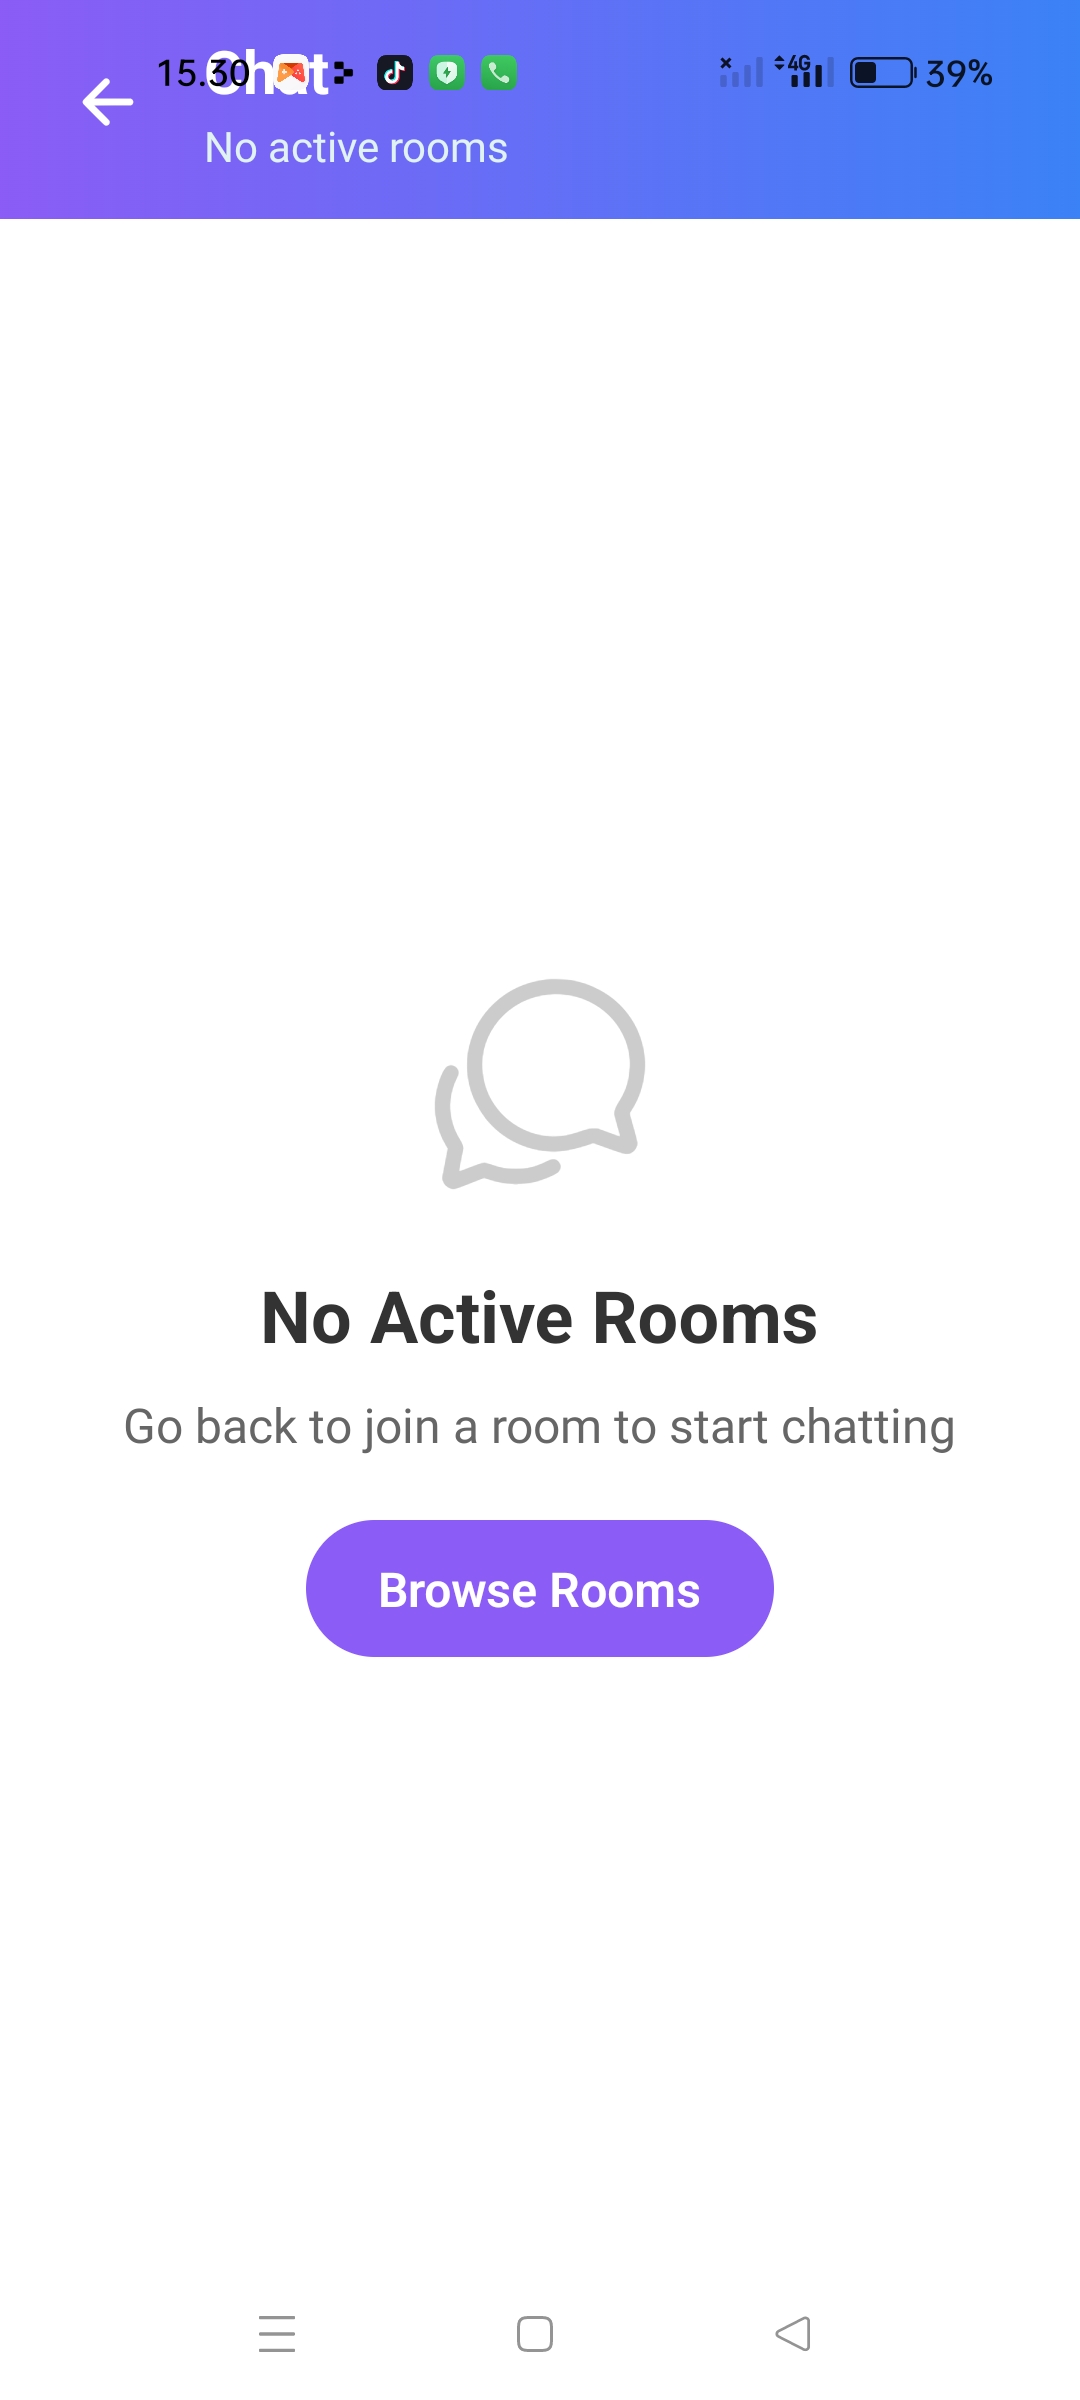 15.30
Chat
4G
39%
No active rooms
No Active Rooms
Go back to join a room to start chatting
Browse Rooms